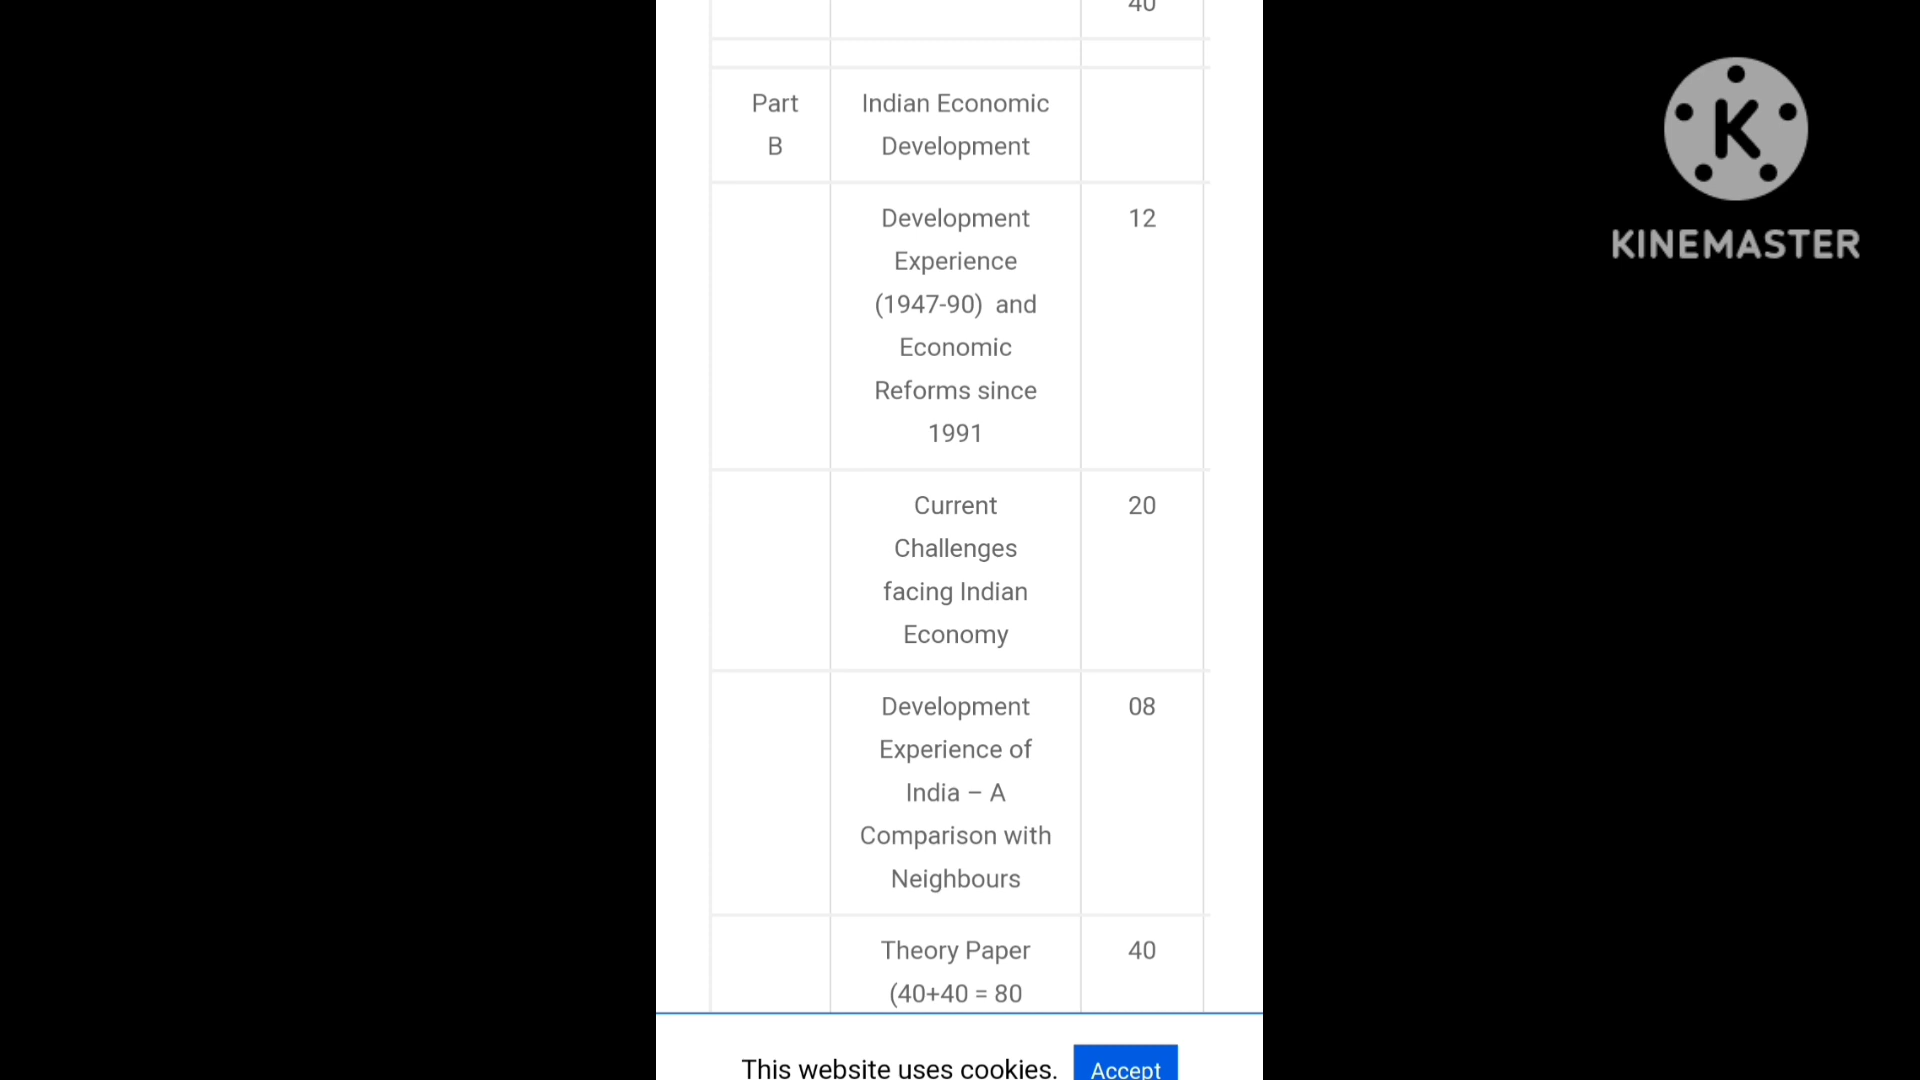 40
Part
B
Indian Economic
Development
Development
Experience
(1947-90) and
Economic
Reforms since
1991
12
Current
Challenges
facing Indian
Economy
20
Development
Experience of
India – A
Comparison with
Neighbours
08
Theory Paper
(40+40 = 80
40
This website uses cookies.
Accept
K
KINEMASTER